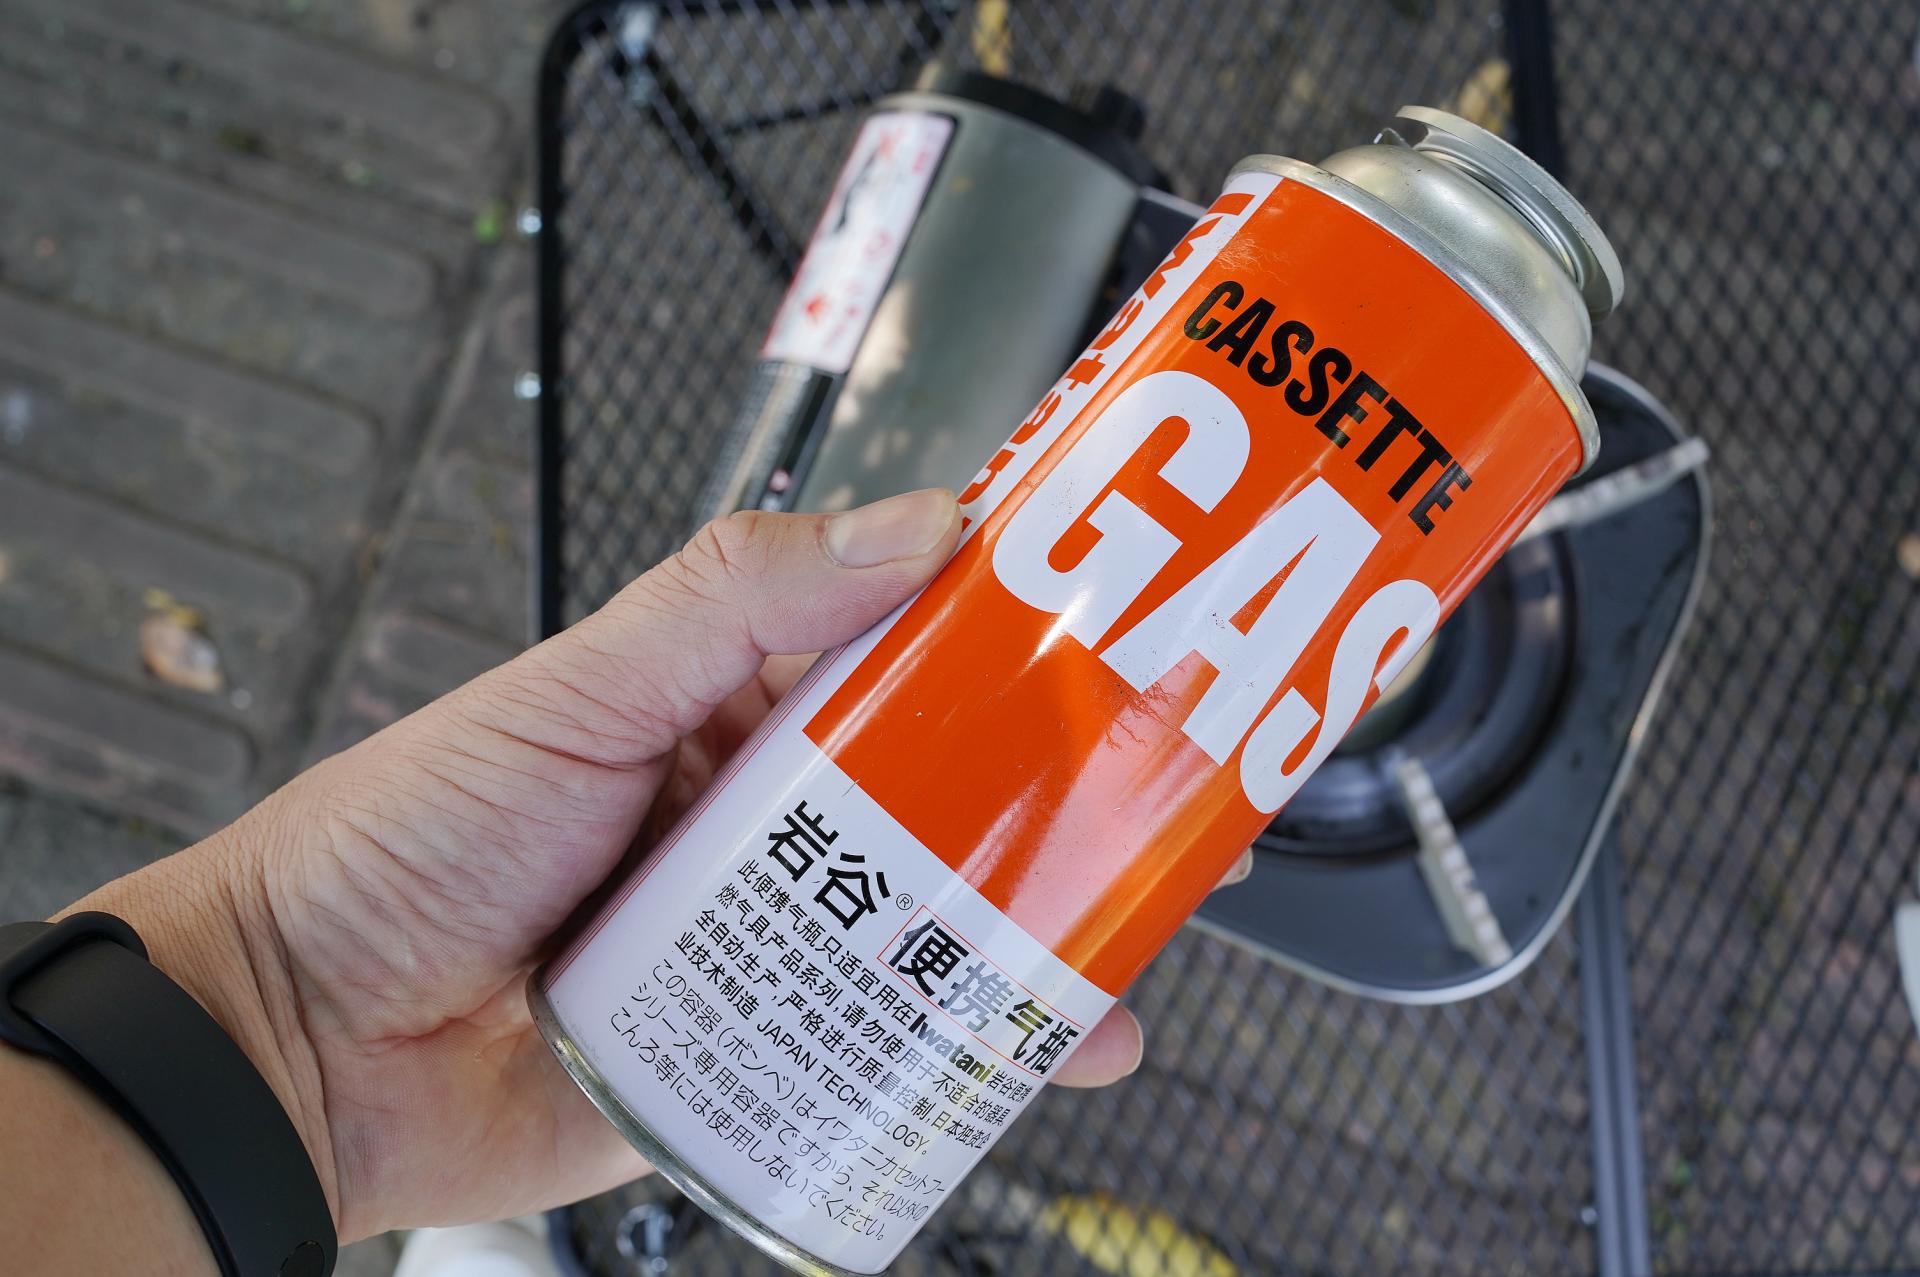 Iwatani
CASSETTE
GAS
岩谷® 便携气瓶
此便携气瓶只适宜用在Iwatani岩谷便携
燃气具产品系列,请勿使用于不适合的器具
全自动生产,严格进行质量控制,日本独资企
业技术制造 JAPAN TECHNOLOGY。
この容器(ボンベ)はイワタニカセットフー
シリーズ専用容器ですから、それ以外の
こんろ等には使用しないでください。